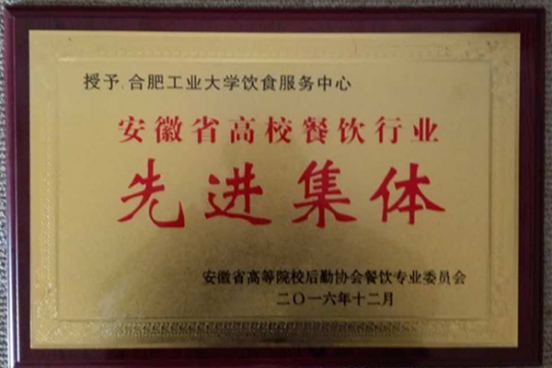 授予:合肥工业大学饮食服务中心
安徽省高校餐饮行业
先进集体
安徽省高等院校后勤协会餐饮专业委员会
二〇一六年十二月